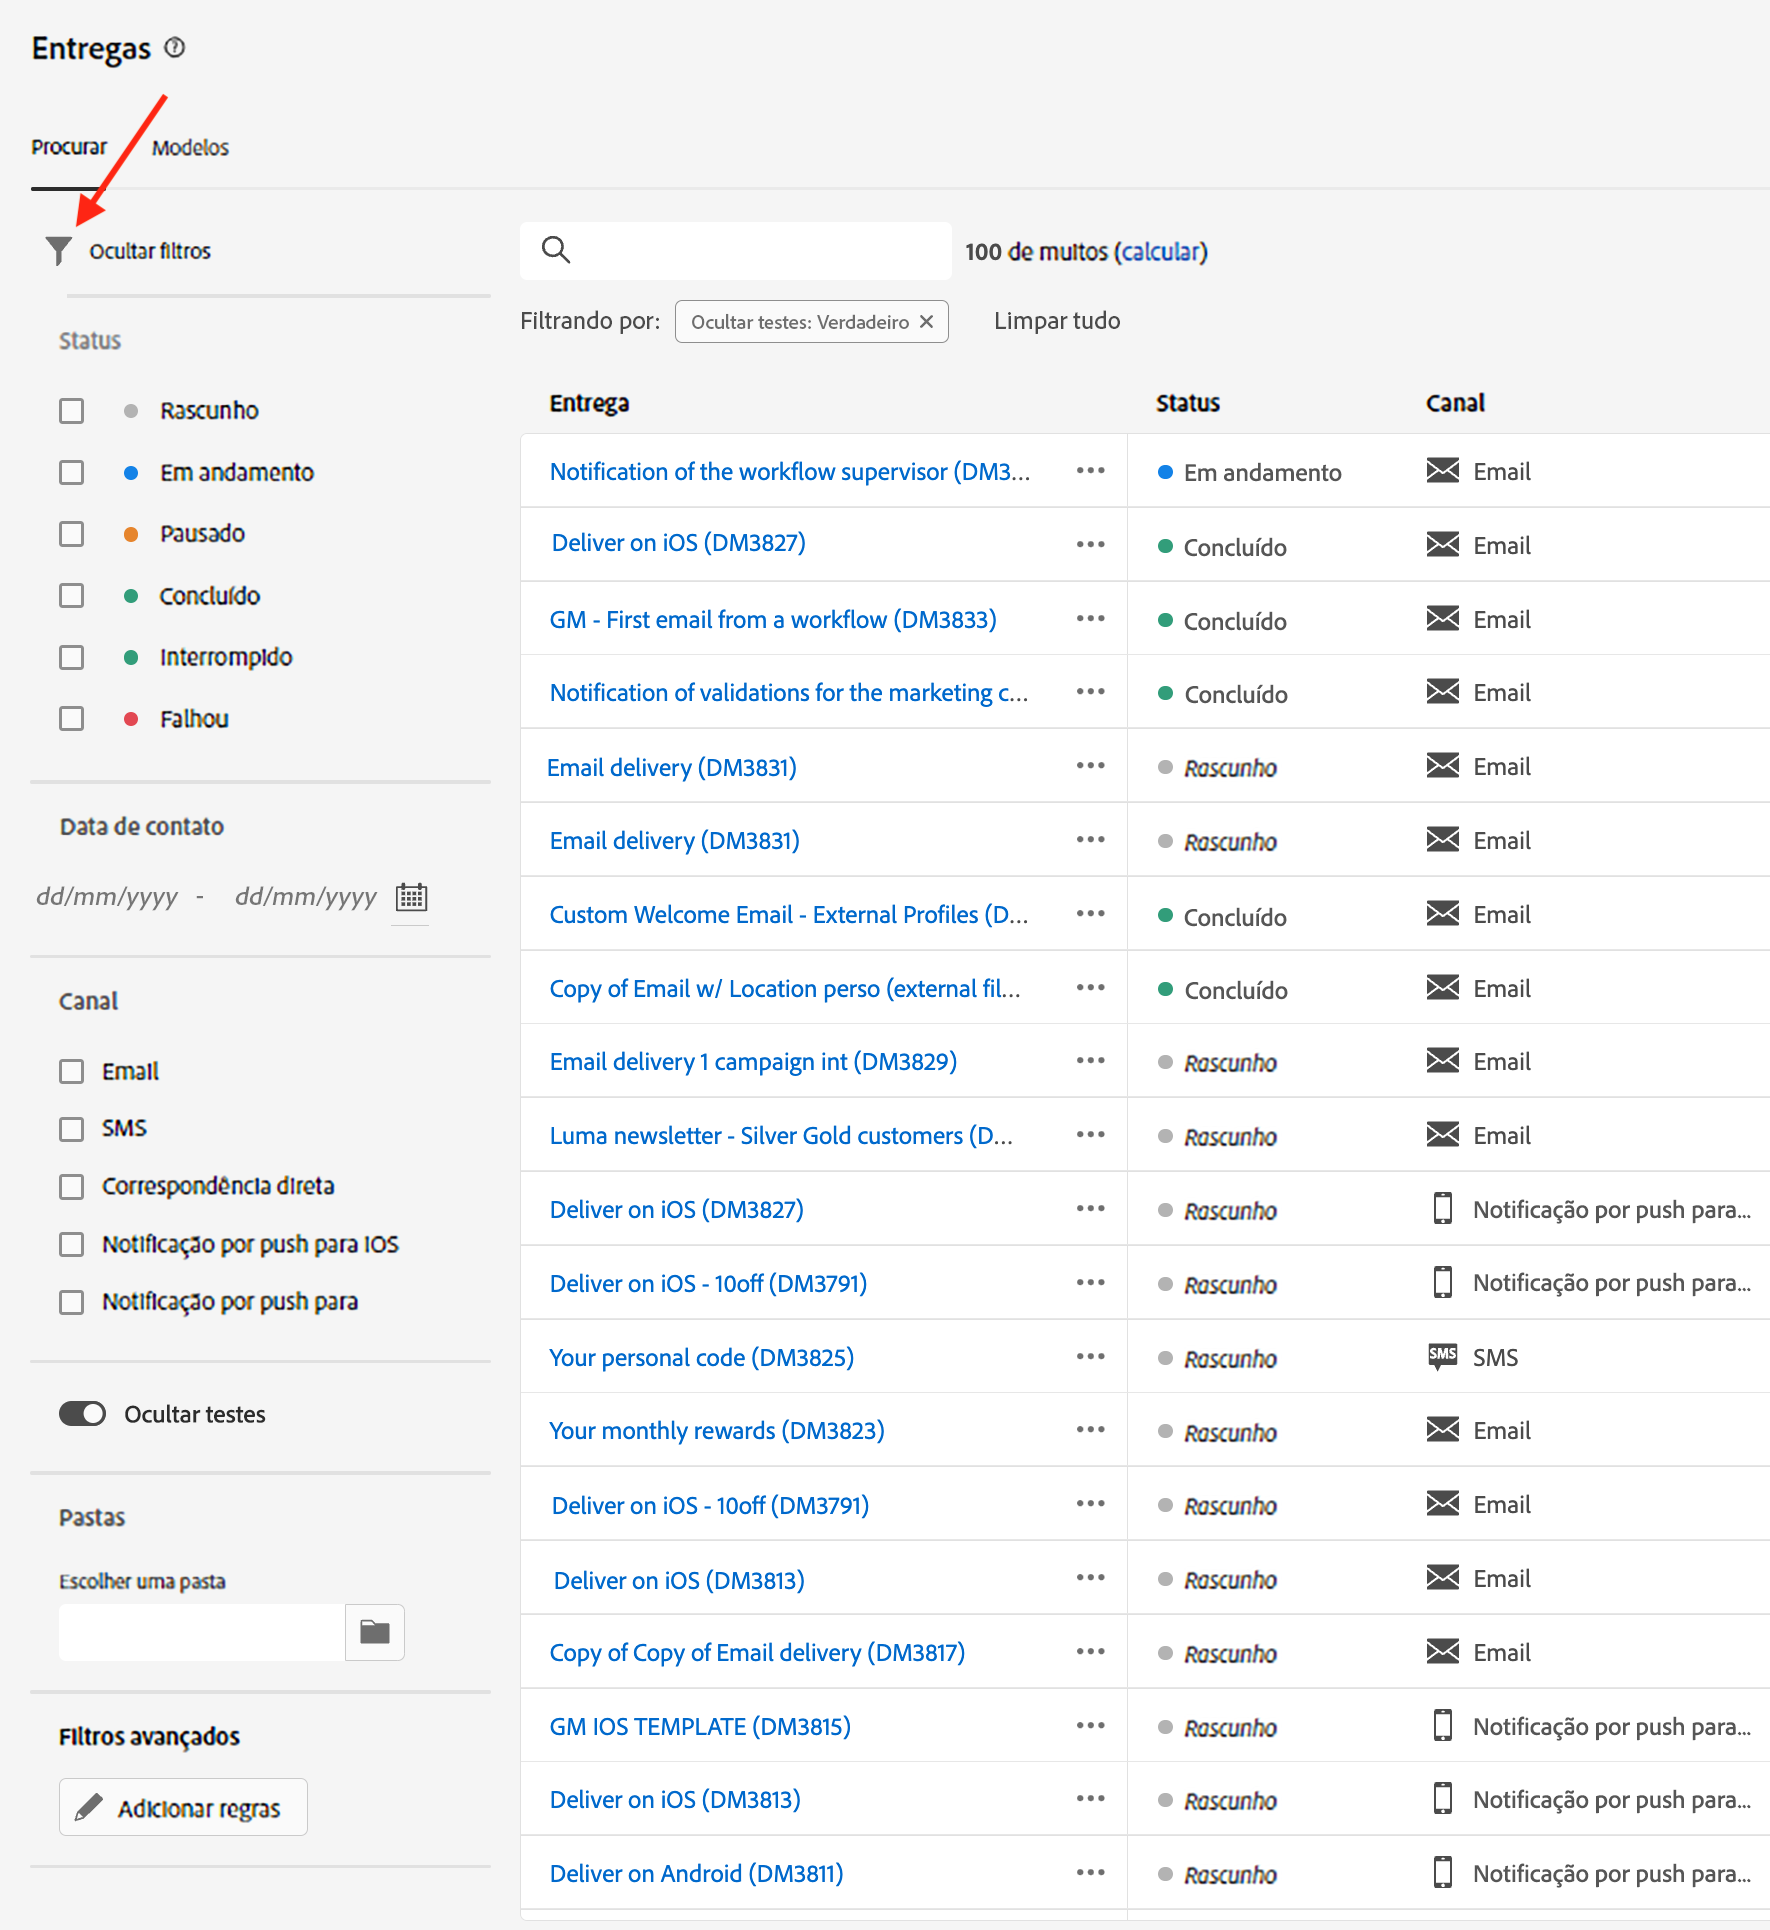 Entregas
Procurar Modelos
Ocultar filtros
100 de muitos (calcular)
Filtrando por: Ocultar testes: Verdadeiro Limpar tudo
Status
Rascunho
Em andamento
Pausado
Concluído
Interrompido
Falhou
Data de contato
dd/mm/yyyy - dd/mm/yyyy
Canal
Email
SMS
Correspondência direta
Notificação por push para iOS
Notificação por push para
Ocultar testes
Pastas
Escolher uma pasta
Filtros avançados
Adicionar regras
Entrega Status Canal
Notification of the workflow supervisor (DM3... Em andamento Email
Deliver on iOS (DM3827) Concluído Email
GM - First email from a workflow (DM3833) Concluído Email
Notification of validations for the marketing c... Concluído Email
Email delivery (DM3831) Rascunho Email
Email delivery (DM3831) Rascunho Email
Custom Welcome Email - External Profiles (D... Concluído Email
Copy of Email w/ Location perso (external fil... Concluído Email
Email delivery 1 campaign int (DM3829) Rascunho Email
Luma newsletter - Silver Gold customers (D... Rascunho Email
Deliver on iOS (DM3827) Rascunho Notificação por push para...
Deliver on iOS - 10off (DM3791) Rascunho Notificação por push para...
Your personal code (DM3825) Rascunho SMS SMS
Your monthly rewards (DM3823) Rascunho Email
Deliver on iOS - 10off (DM3791) Rascunho Email
Deliver on iOS (DM3813) Rascunho Email
Copy of Copy of Email delivery (DM3817) Rascunho Email
GM IOS TEMPLATE (DM3815) Rascunho Notificação por push para...
Deliver on iOS (DM3813) Rascunho Notificação por push para...
Deliver on Android (DM3811) Rascunho Notificação por push para...